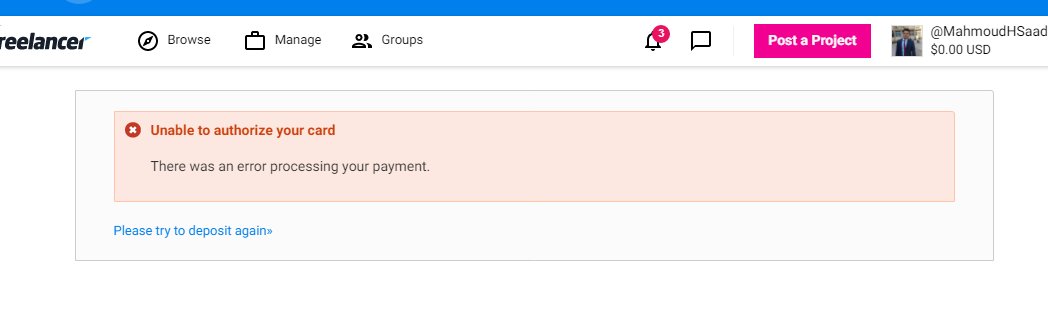 reelancer
Browse
Manage
Groups
3
Post a Project
@MahmoudHSaad
$0.00 USD
Unable to authorize your card
There was an error processing your payment.
Please try to deposit again»